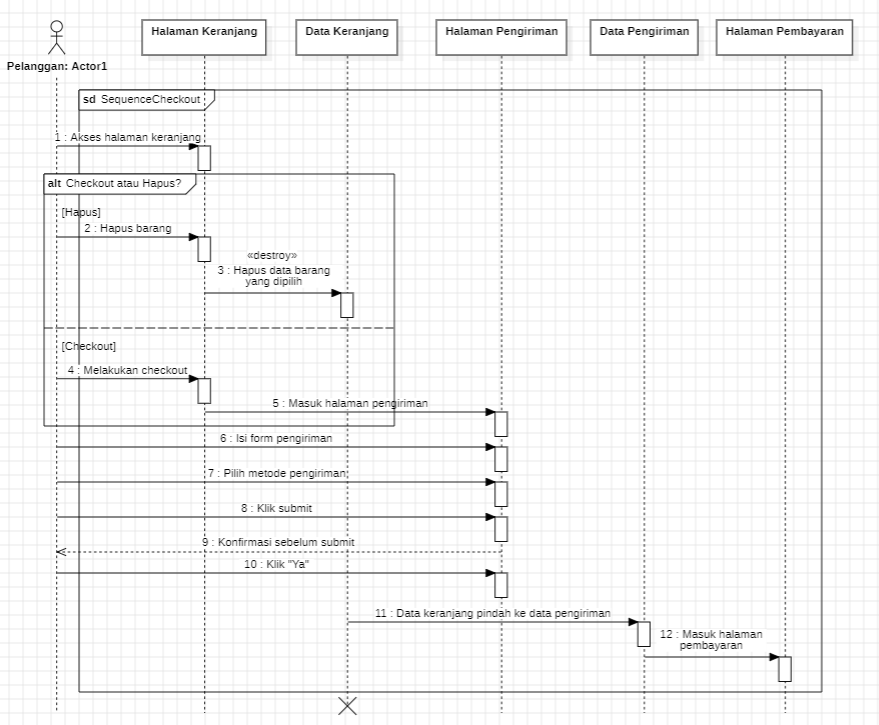 Halaman Keranjang
Data Keranjang
Halaman Pengiriman
Data Pengiriman
Halaman Pembayaran
Pelanggan: Actor1
sd SequenceCheckout
1 : Akses halaman keranjang
alt Checkout atau Hapus?
[Hapus]
2 : Hapus barang
«destroy»
3 : Hapus data barang
yang dipilih
[Checkout]
4 : Melakukan checkout
5 : Masuk halaman pengiriman
6 : Isi form pengiriman
7 : Pilih metode pengiriman
8 : Klik submit
9 : Konfirmasi sebelum submit
10 : Klik "Ya"
11 : Data keranjang pindah ke data pengiriman
12 : Masuk halaman
pembayaran